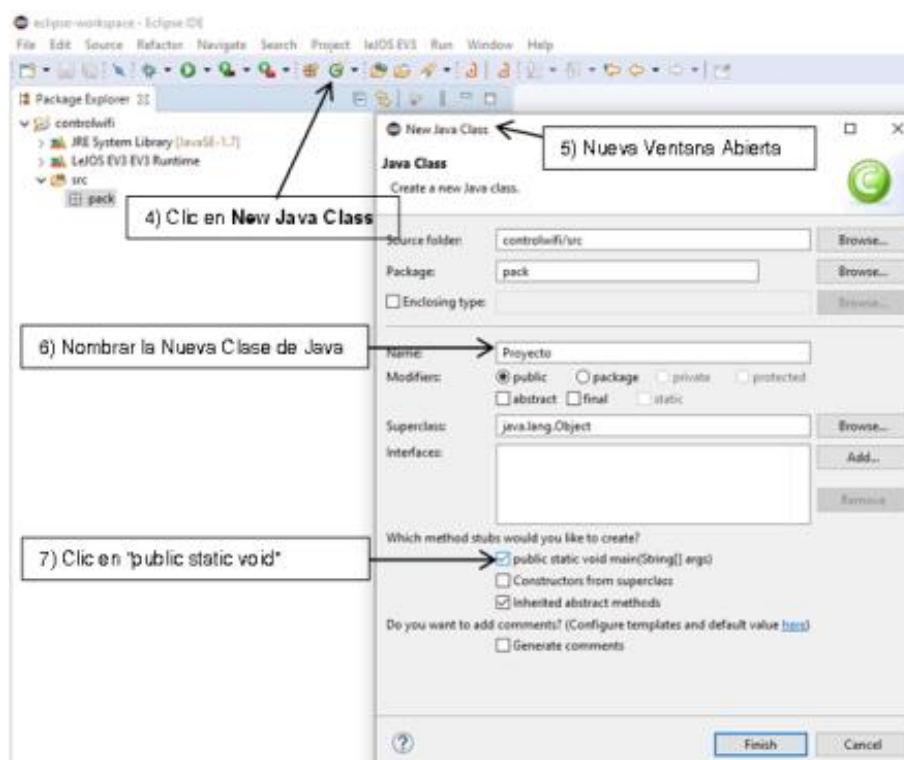 eclipse-workspace - Eclipse IDE
File Edit Source Refactor Navigate Search Project leJOS EV3 Run Window Help
Package Explorer
controlwifi
JRE System Library [JavaSE-1.7]
LeJOS EV3 EV3 Runtime
src
pack
4) Clic en New Java Class
New Java Class
5) Nueva Ventana Abierta
Java Class
Create a new Java class.
Source folder: controlwifi/src Browse...
Package: pack Browse...
Enclosing type: Browse...
6) Nombrar la Nueva Clase de Java
Name: Proyecto
Modifiers: public package private protected
abstract final static
Superclass: java.lang.Object Browse...
Interfaces: Add...
Remove
Which method stubs would you like to create?
7) Clic en "public static void"
public static void main(String[] args)
Constructors from superclass
Inherited abstract methods
Do you want to add comments? (Configure templates and default value here)
Generate comments
Finish Cancel